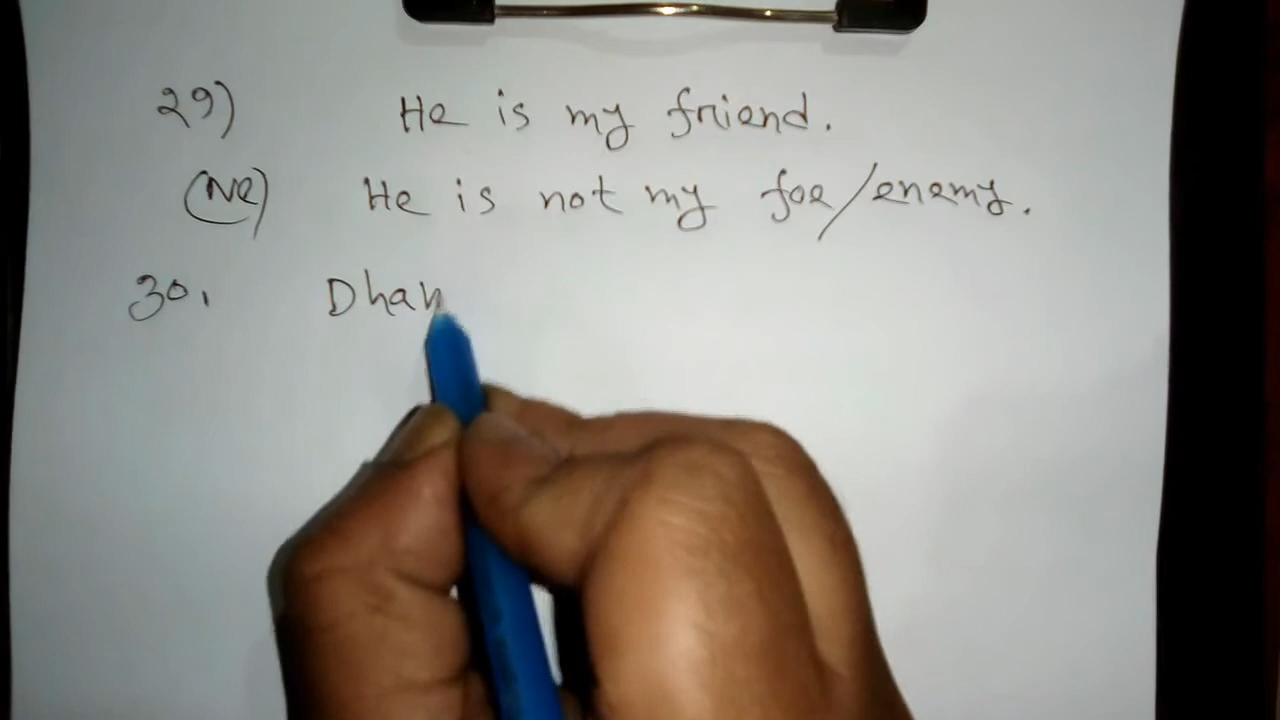 29) He is my friend.
(Ne) He is not my foe/enemy.
30. Dhan